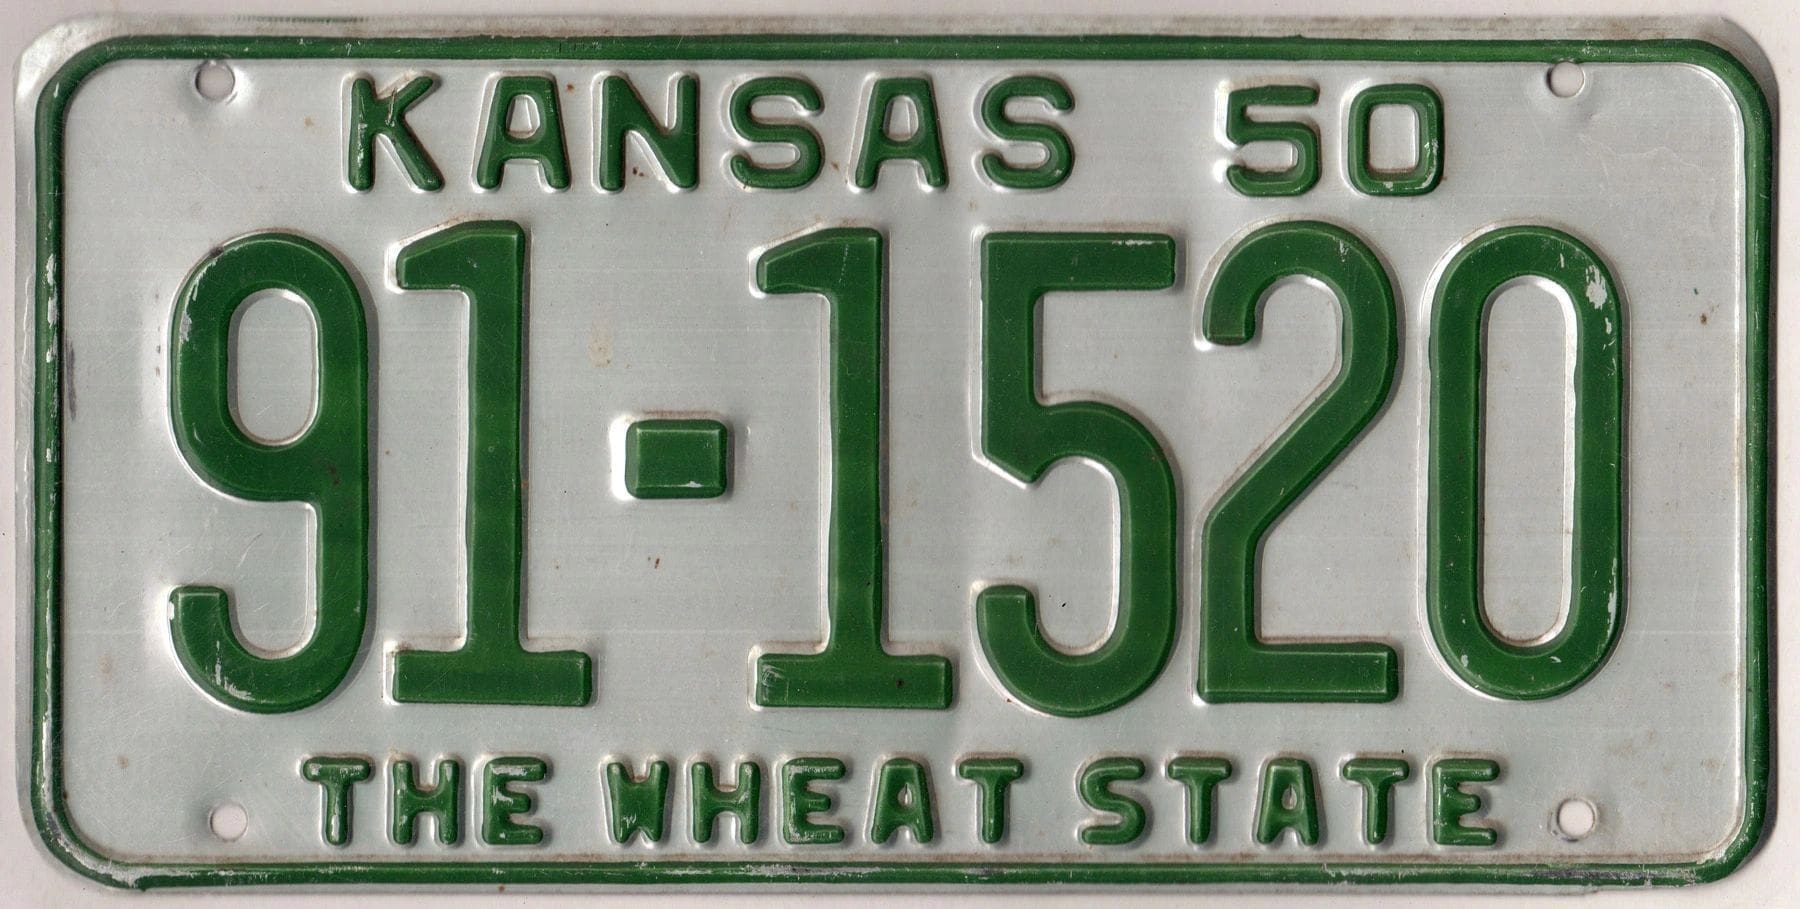 KANSAS 50
91-1520
THE WHEAT STATE